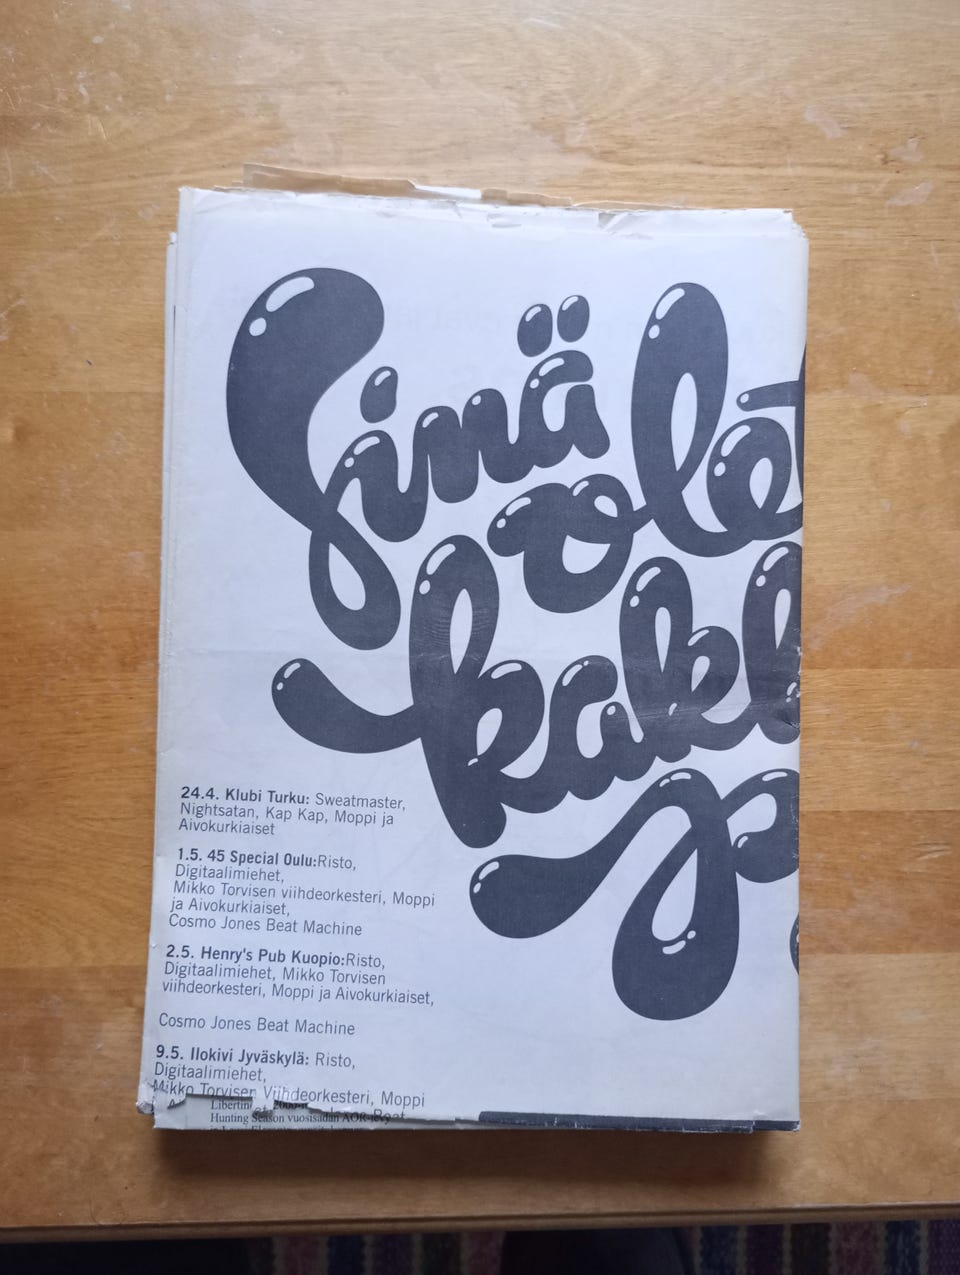 Sinä
ole
kakk
24.4. Klubi Turku: Sweatmaster,
Nightsatan, Kap Kap, Moppi ja
Aivokurkiaiset
1.5. 45 Special Oulu:Risto,
Digitaalimiehet,
Mikko Torvisen viihdeorkesteri, Moppi
ja Aivokurkiaiset,
Cosmo Jones Beat Machine
2.5. Henry's Pub Kuopio:Risto,
Digitaalimiehet, Mikko Torvisen
viihdeorkesteri, Moppi ja Aivokurkiaiset,
Cosmo Jones Beat Machine
9.5. Ilokivi Jyväskylä: Risto,
Digitaalimiehet,
Mikko Torvisen Viihdeorkesteri, Moppi
Hunting Season vuosisadan AOR-levy